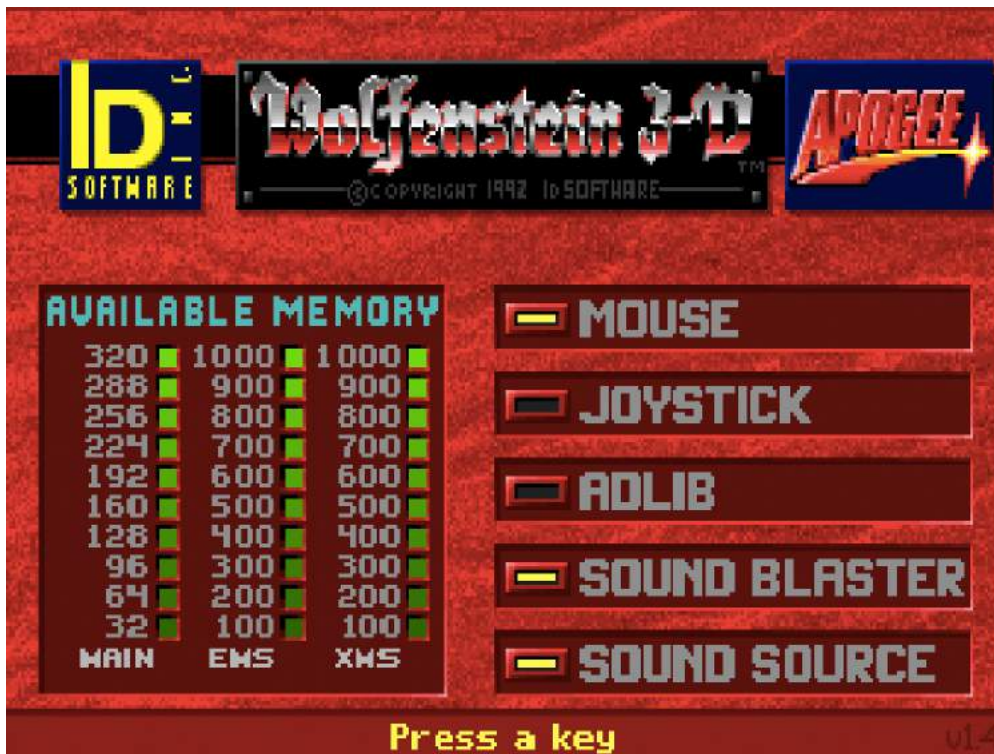 ID
SOFTWARE
Wolfenstein 3-D
TM
© COPYRIGHT 1992 ID SOFTWARE
APOGEE
AVAILABLE MEMORY
320 1000 1000
288 900 900
256 800 800
224 700 700
192 600 600
160 500 500
128 400 400
96 300 300
64 200 200
32 100 100
MAIN EMS XMS
MOUSE
JOYSTICK
ADLIB
SOUND BLASTER
SOUND SOURCE
Press a key
v1.4